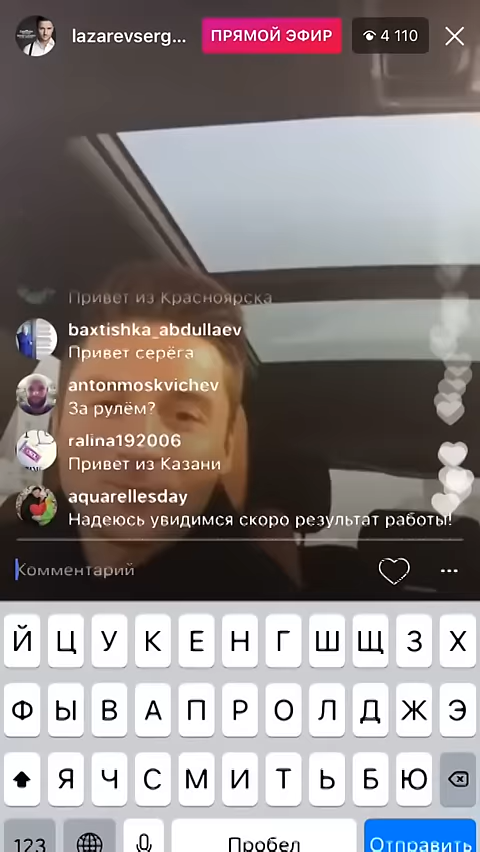 lazarevserg...
ПРЯМОЙ ЭФИР
4 110
Привет из Красноярска
baxtishka_abdullaev
Привет серёга
antonmoskvichev
За рулём?
ralina192006
Привет из Казани
aquarellesday
Надеюсь увидимся скоро результат работы!
Комментарий
Й Ц У К Е Н Г Ш Щ З Х
Ф Ы В А П Р О Л Д Ж Э
Я Ч С М И Т Ь Б Ю
123 Пробел Отправить